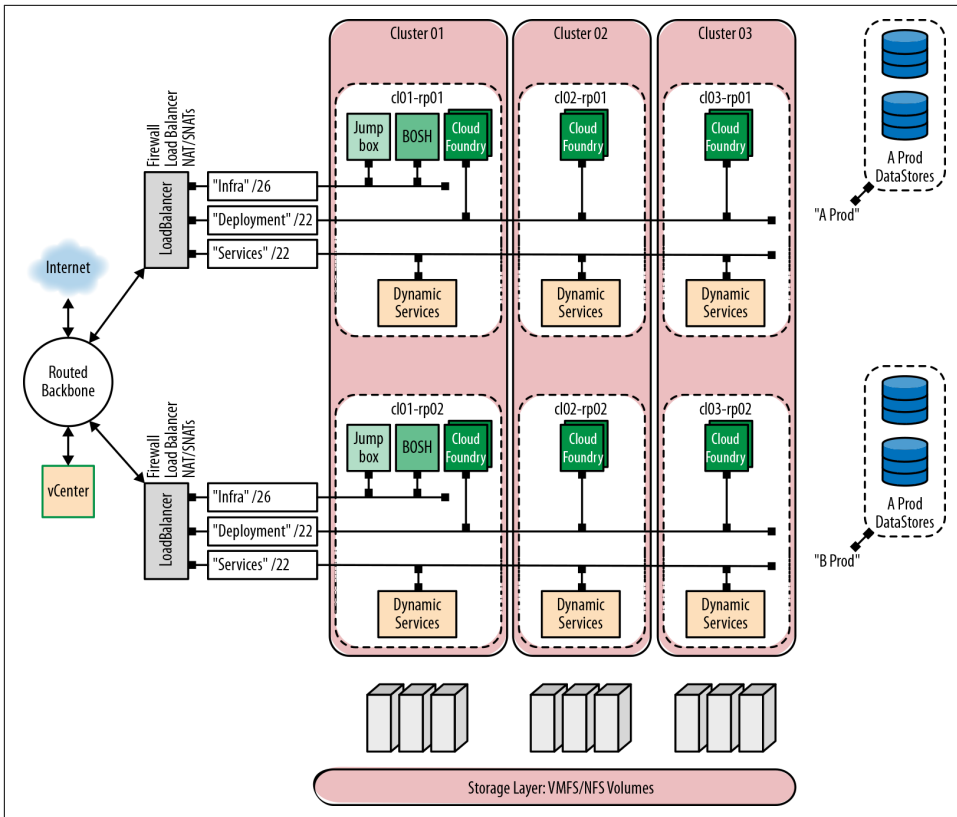 Cluster 01
Cluster 02
Cluster 03
cl01-rp01
cl02-rp01
cl03-rp01
Jump
box
BOSH
Cloud
Foundry
Cloud
Foundry
Cloud
Foundry
A Prod
DataStores
"A Prod"
Firewall
Load Balancer
NAT/SNATs
LoadBalancer
"Infra" /26
"Deployment" /22
"Services" /22
Dynamic
Services
Dynamic
Services
Dynamic
Services
Internet
Routed
Backbone
vCenter
cl01-rp02
cl02-rp02
cl03-rp02
Jump
box
BOSH
Cloud
Foundry
Cloud
Foundry
Cloud
Foundry
A Prod
DataStores
"B Prod"
Firewall
Load Balancer
NAT/SNATs
LoadBalancer
"Infra" /26
"Deployment" /22
"Services" /22
Dynamic
Services
Dynamic
Services
Dynamic
Services
Storage Layer: VMFS/NFS Volumes